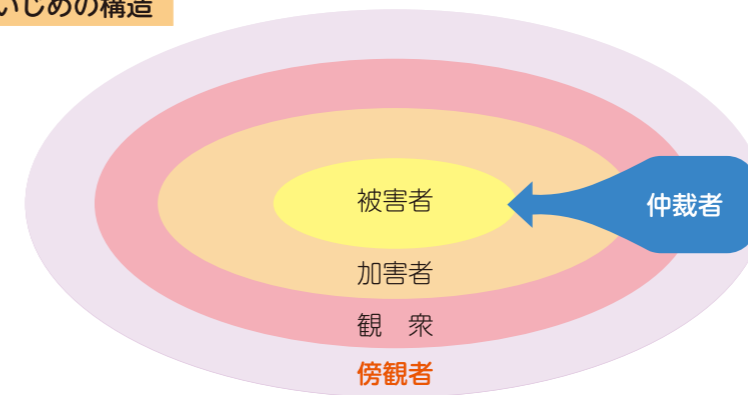 いじめの構造
被害者
仲裁者
加害者
観　衆
傍観者